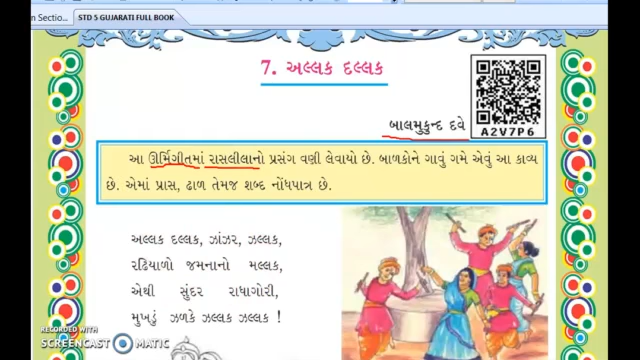 n Sectio...
STD 5 GUJARATI FULL BOOK
7. અલ્લક દલ્લક
બાલમુકુન્દ દવે
A2V7P6
આ ઊર્મિગીતમાં રાસલીલાનો પ્રસંગ વણી લેવાયો છે. બાળકોને ગાવું ગમે એવું આ કાવ્ય
છે. એમાં પ્રાસ, ઢાળ તેમજ શબ્દ નોંધપાત્ર છે.
અલ્લક દલ્લક, ઝાંઝર, ઝલ્લક,
રઢિયાળો જમનાનો મલ્લક,
એથી સુંદર રાધાગોરી,
મુખડું ઝળકે ઝલ્લક ઝલ્લક !
RECORDED WITH
SCREENCAST MATIC